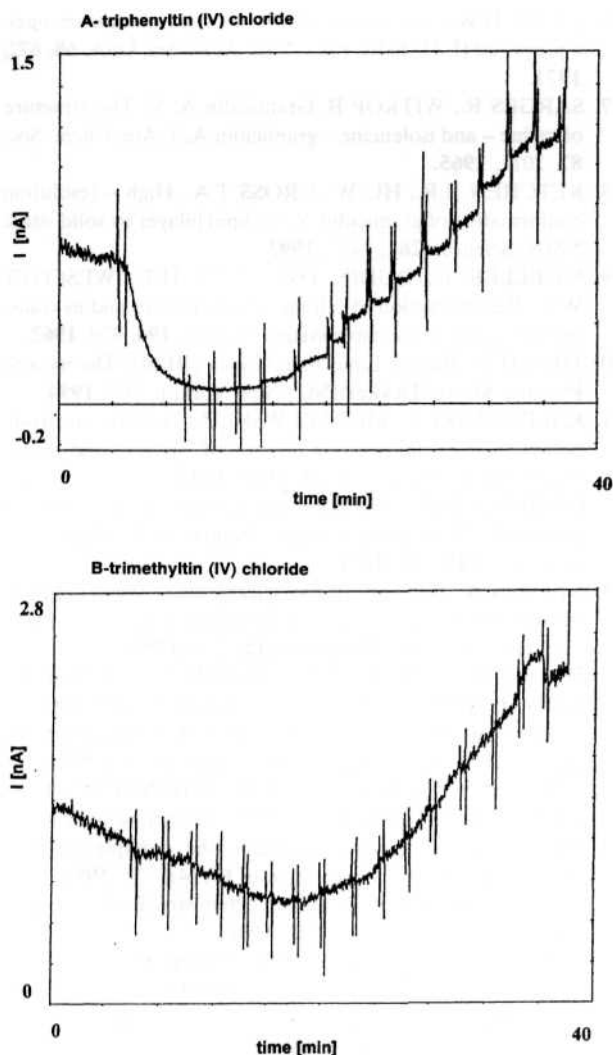 A- triphenyltin (IV) chloride
1.5
I [nA]
-0.2
0
40
time [min]
B-trimethyltin (IV) chloride
2.8
I [nA]
0
0
40
time [min]